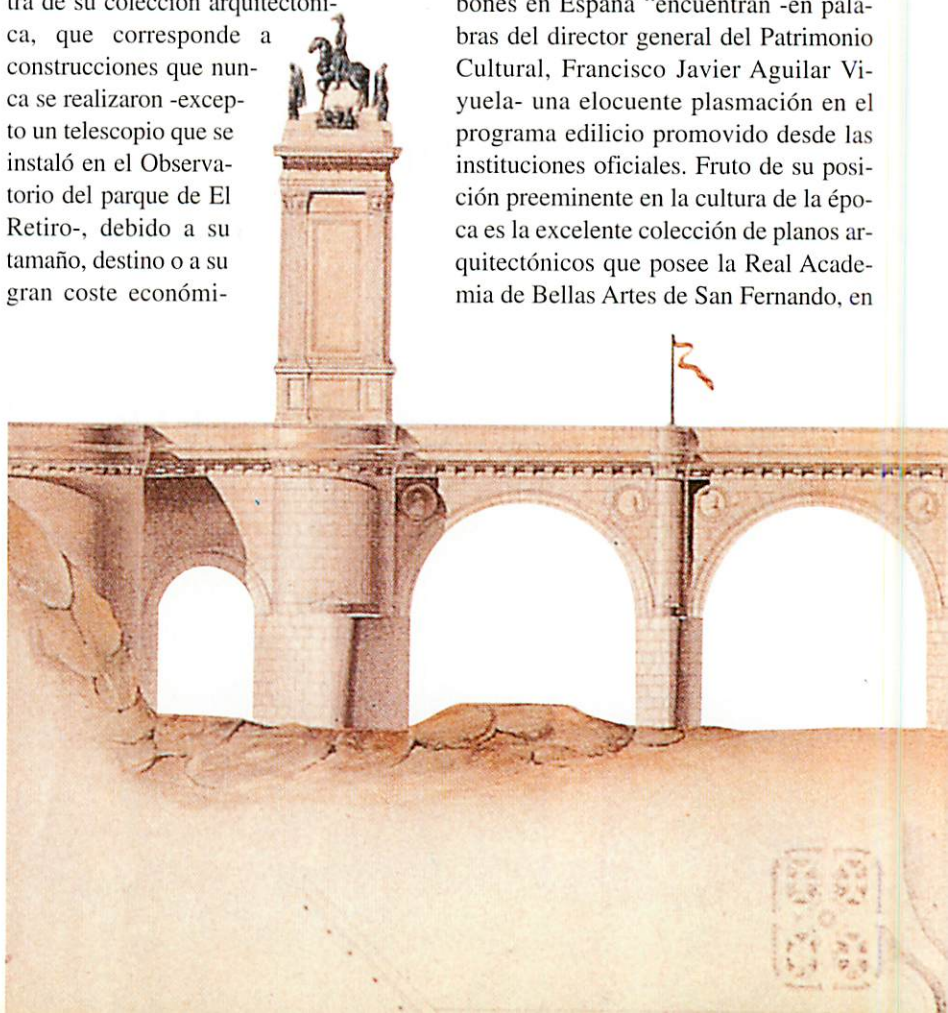 tra de su colección arquitectóni-
ca, que corresponde a
construcciones que nun-
ca se realizaron -excep-
to un telescopio que se
instaló en el Observa-
torio del parque de El
Retiro-, debido a su
tamaño, destino o a su
gran coste económi-
bones en España “encuentran -en pala-
bras del director general del Patrimonio
Cultural, Francisco Javier Aguilar Vi-
yuela- una elocuente plasmación en el
programa edilicio promovido desde las
instituciones oficiales. Fruto de su posi-
ción preeminente en la cultura de la épo-
ca es la excelente colección de planos ar-
quitectónicos que posee la Real Acade-
mia de Bellas Artes de San Fernando, en